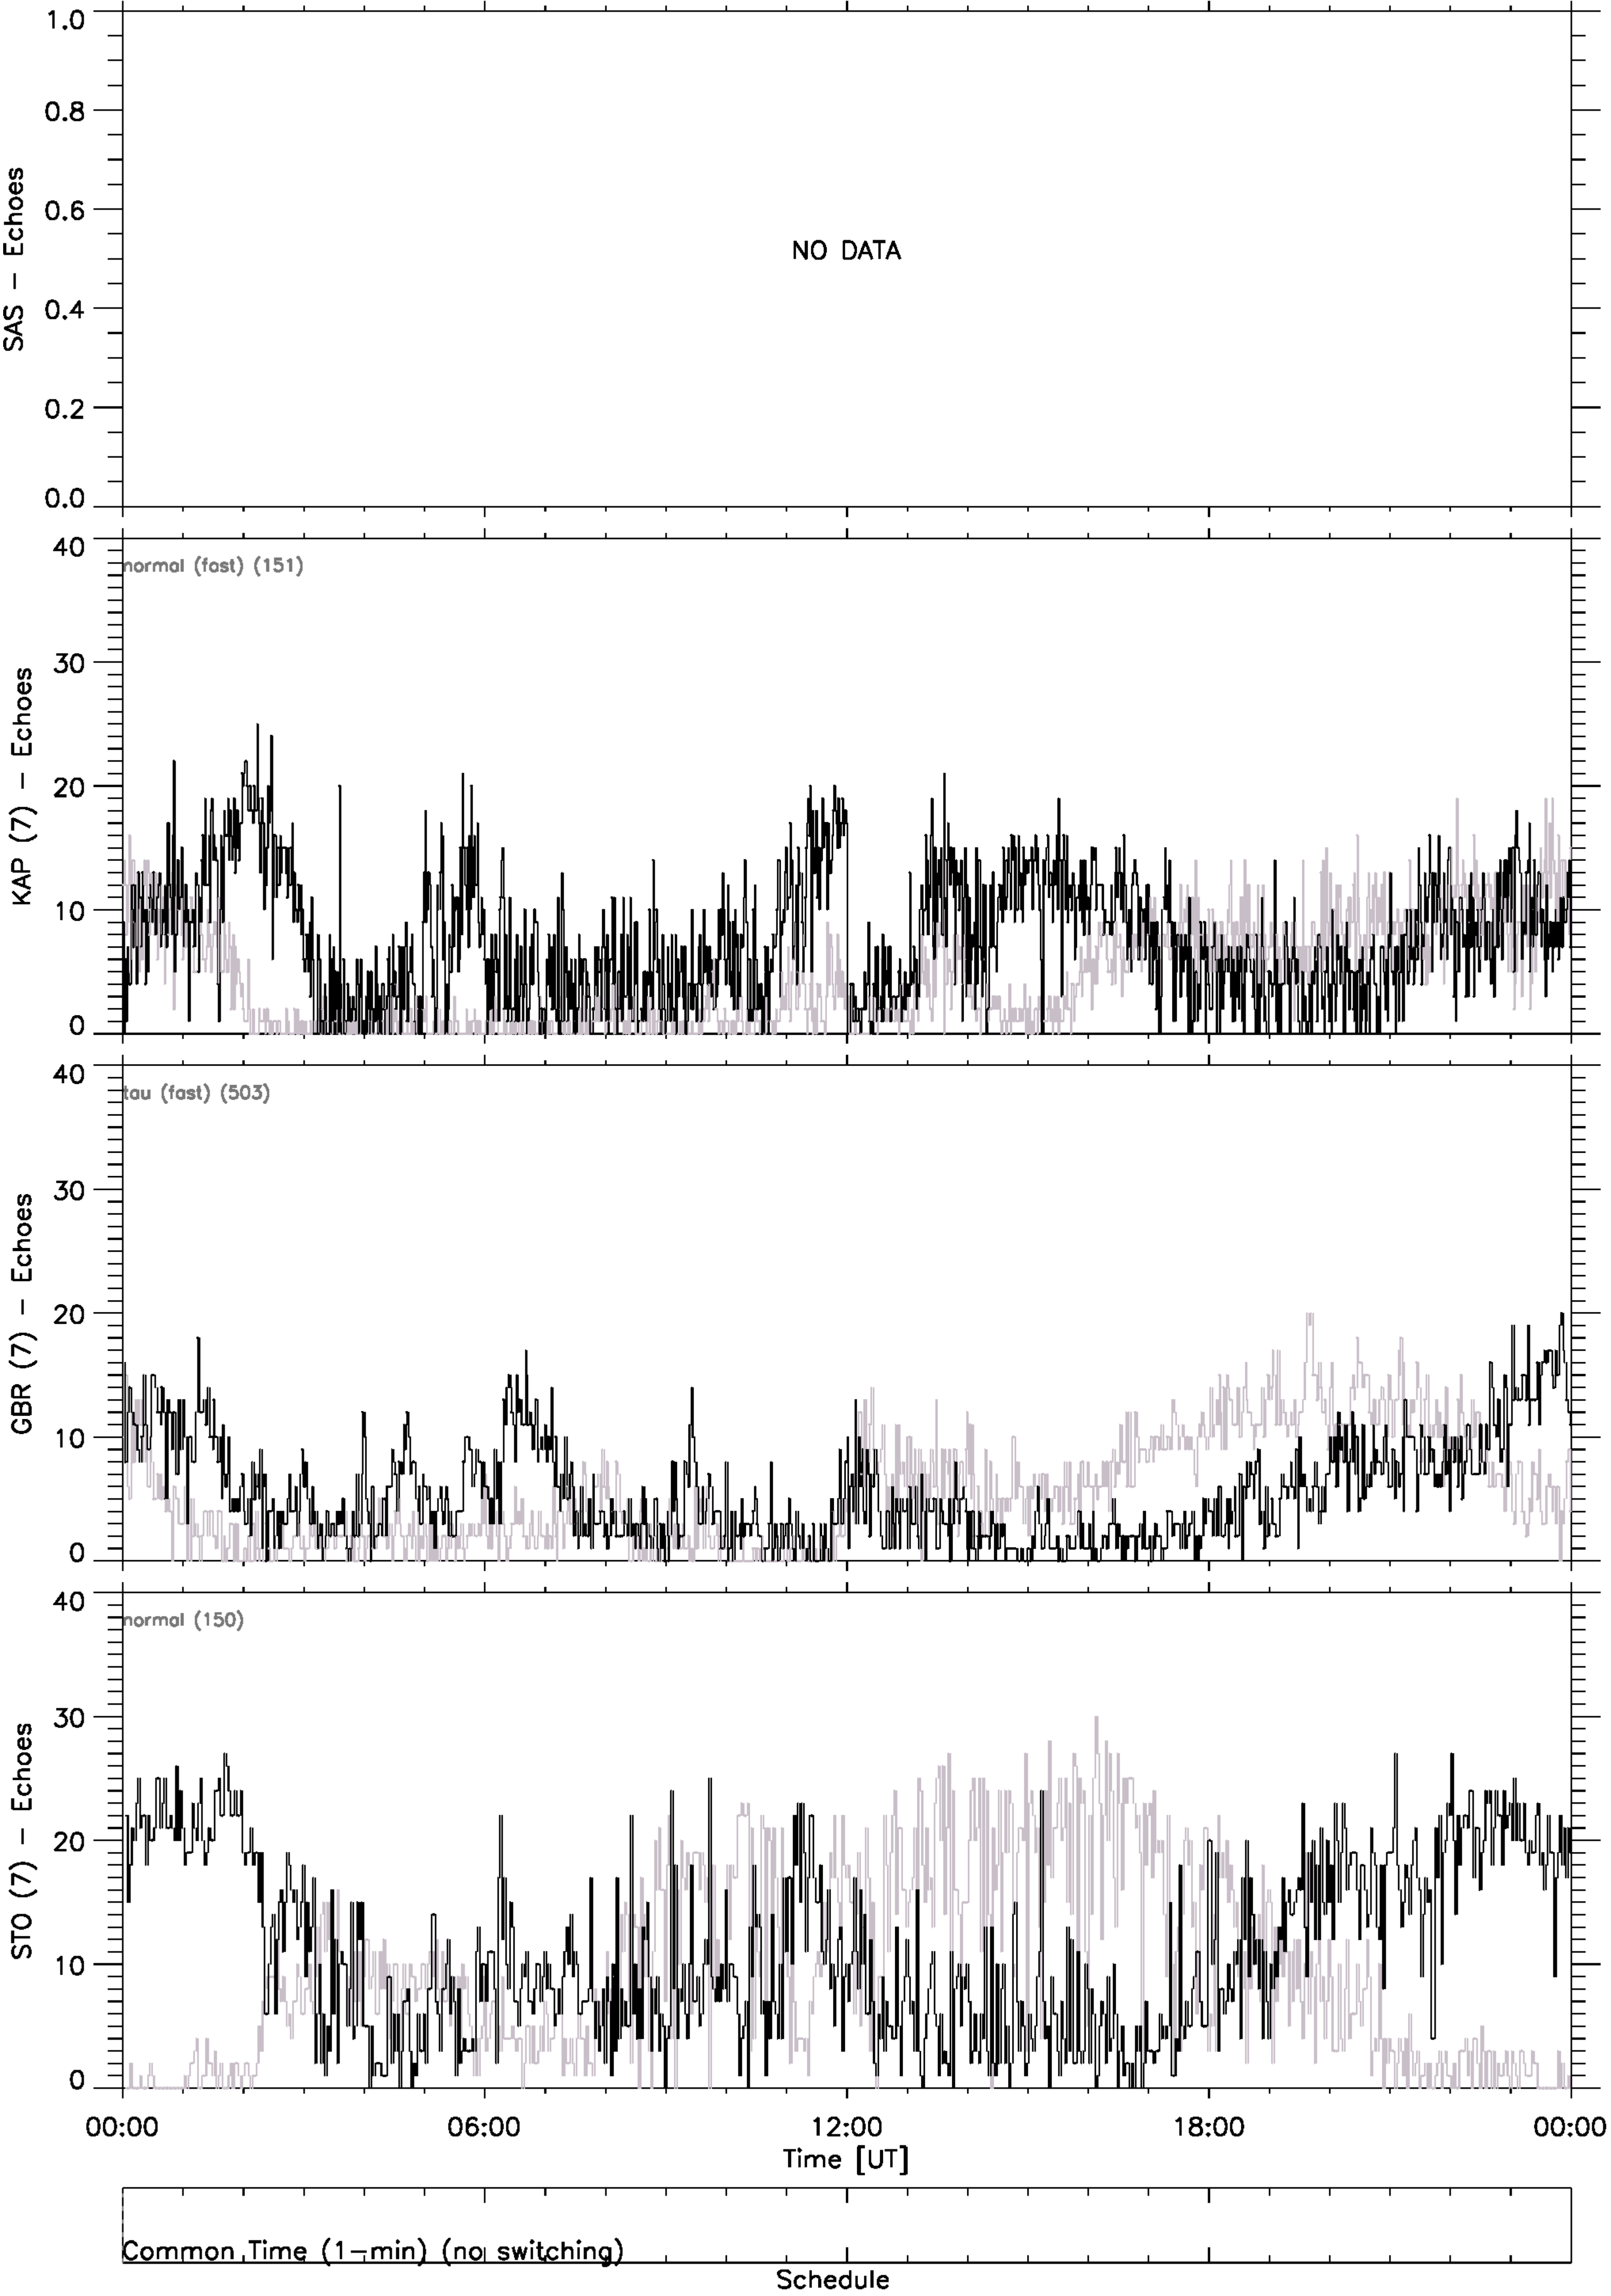 1.0
0.8
0.6
0.4
0.2
0.0
SAS - Echoes
NO DATA
40
30
20
10
0
KAP (7) - Echoes
normal (fast) (151)
40
30
20
10
0
GBR (7) - Echoes
tau (fast) (503)
40
30
20
10
0
STO (7) - Echoes
normal (150)
00:00 06:00 12:00 18:00 00:00
Time [UT]
Common Time (1-min) (no switching)
Schedule